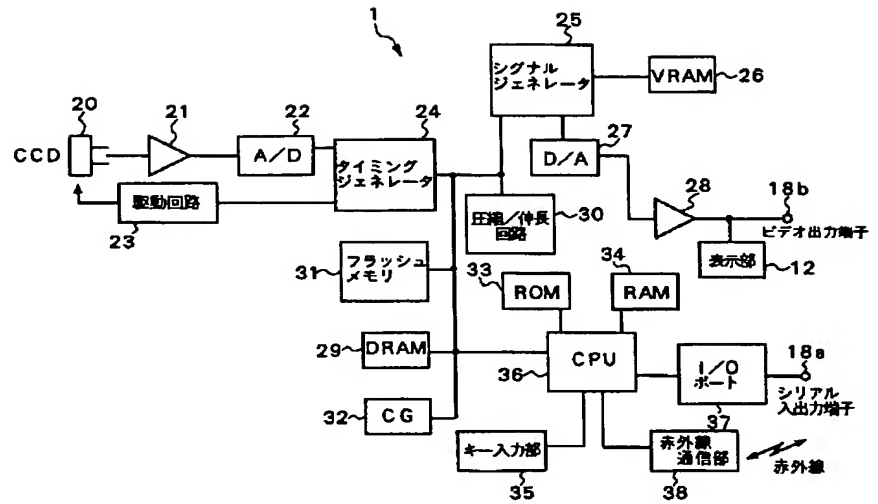 1
25
シグナル
ジェネレータ
VRAM
26
20
21
22
24
CCD
A/D
タイミング
ジェネレータ
27
D/A
28
18b
ビデオ出力端子
駆動回路
23
圧縮/伸長
回路
30
表示部
12
フラッシュ
メモリ
31
33
ROM
34
RAM
29
DRAM
CPU
36
I/O
ポート
37
18a
シリアル
入出力端子
32
CG
キー入力部
35
赤外線
通信部
38
赤外線